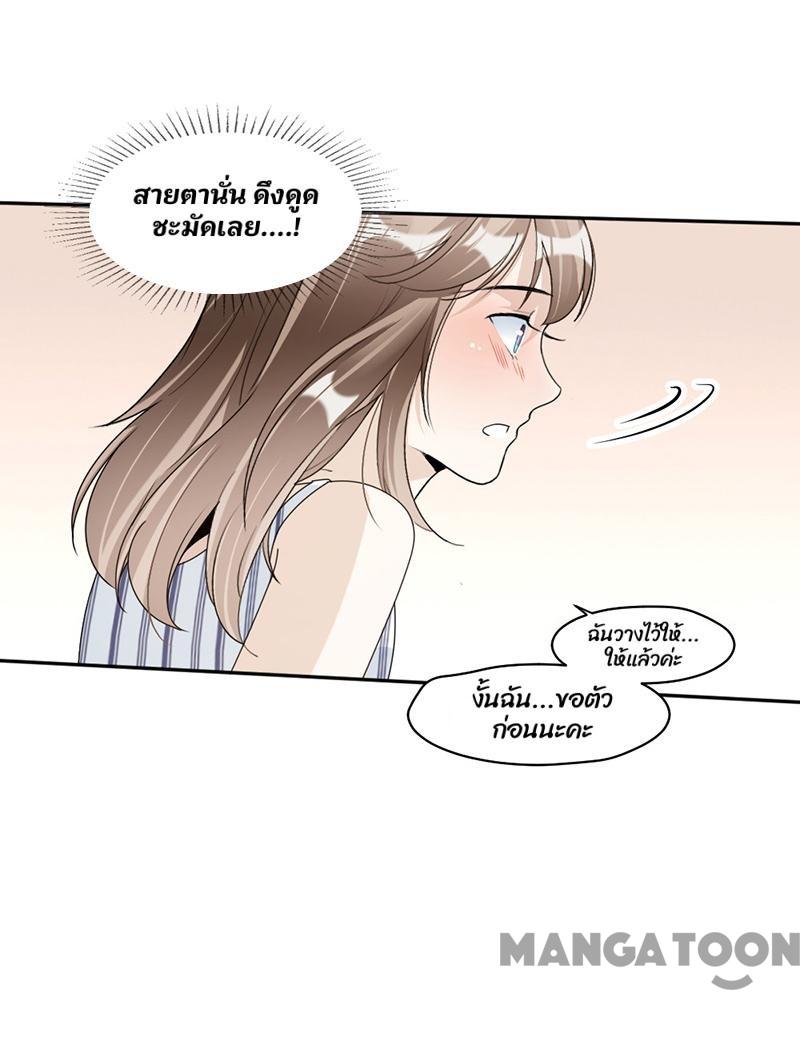 สายตานั่น ดึงดูด
ชะมัดเลย....!
ฉันวางไว้ให้...
ให้แล้วค่ะ
งั้นฉัน...ขอตัว
ก่อนนะคะ
MANGATOON